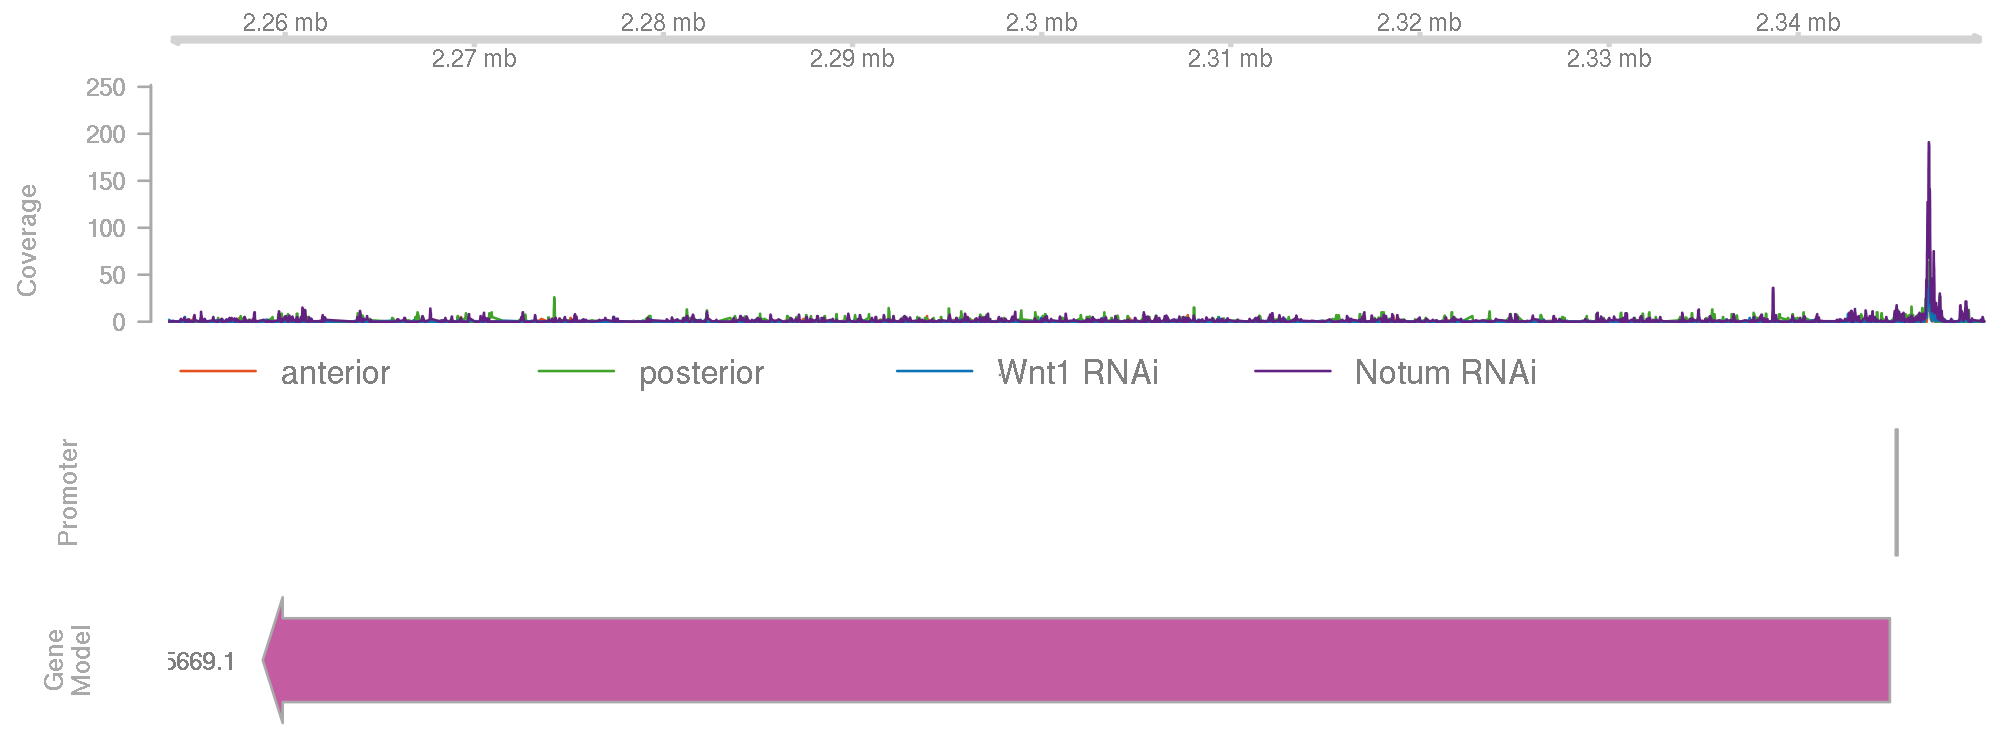 2.26 mb 2.28 mb 2.3 mb 2.32 mb 2.34 mb
2.27 mb 2.29 mb 2.31 mb 2.33 mb
250
200
150
100
50
0
Coverage
anterior posterior Wnt1 RNAi Notum RNAi
Promoter
Gene
Model
5669.1